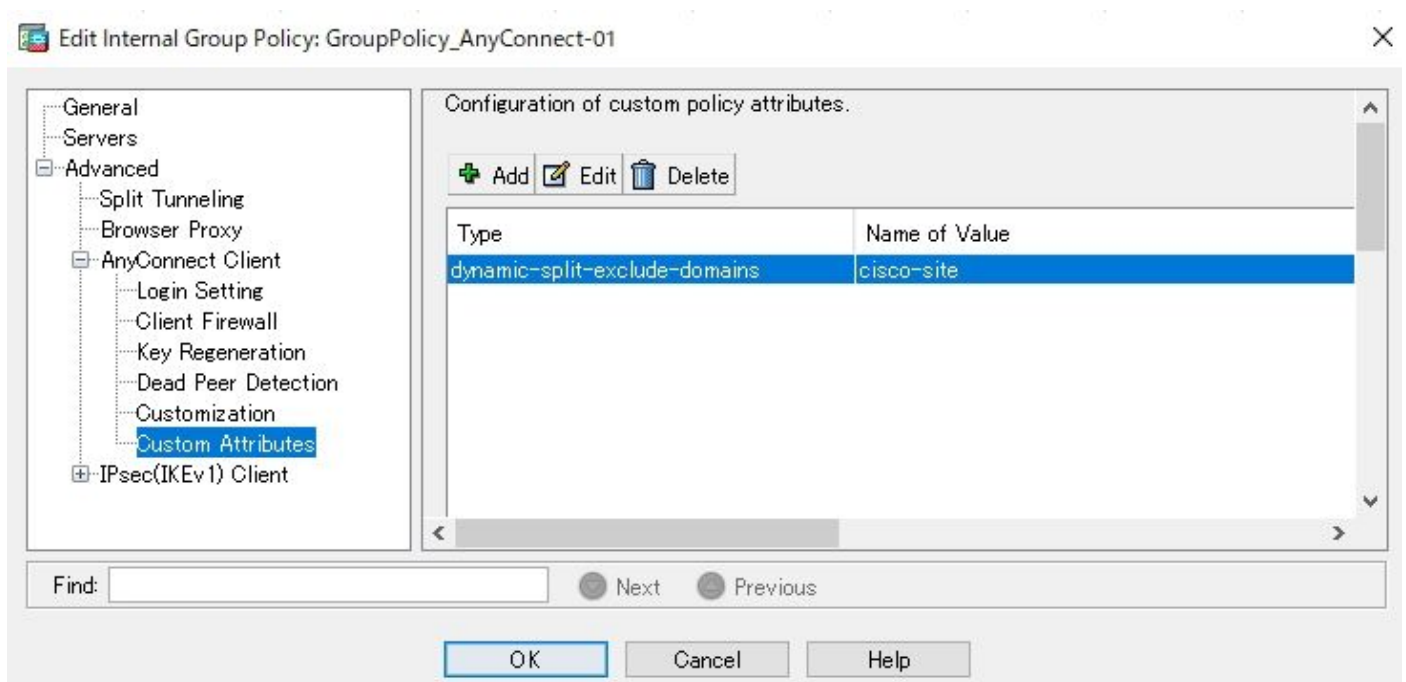 Edit Internal Group Policy: GroupPolicy_AnyConnect-01
General
Servers
Advanced
Split Tunneling
Browser Proxy
AnyConnect Client
Login Setting
Client Firewall
Key Regeneration
Dead Peer Detection
Customization
Custom Attributes
IPsec(IKEv1) Client
Configuration of custom policy attributes.
Add Edit Delete
Type Name of Value
dynamic-split-exclude-domains cisco-site
Find: Next Previous
OK Cancel Help